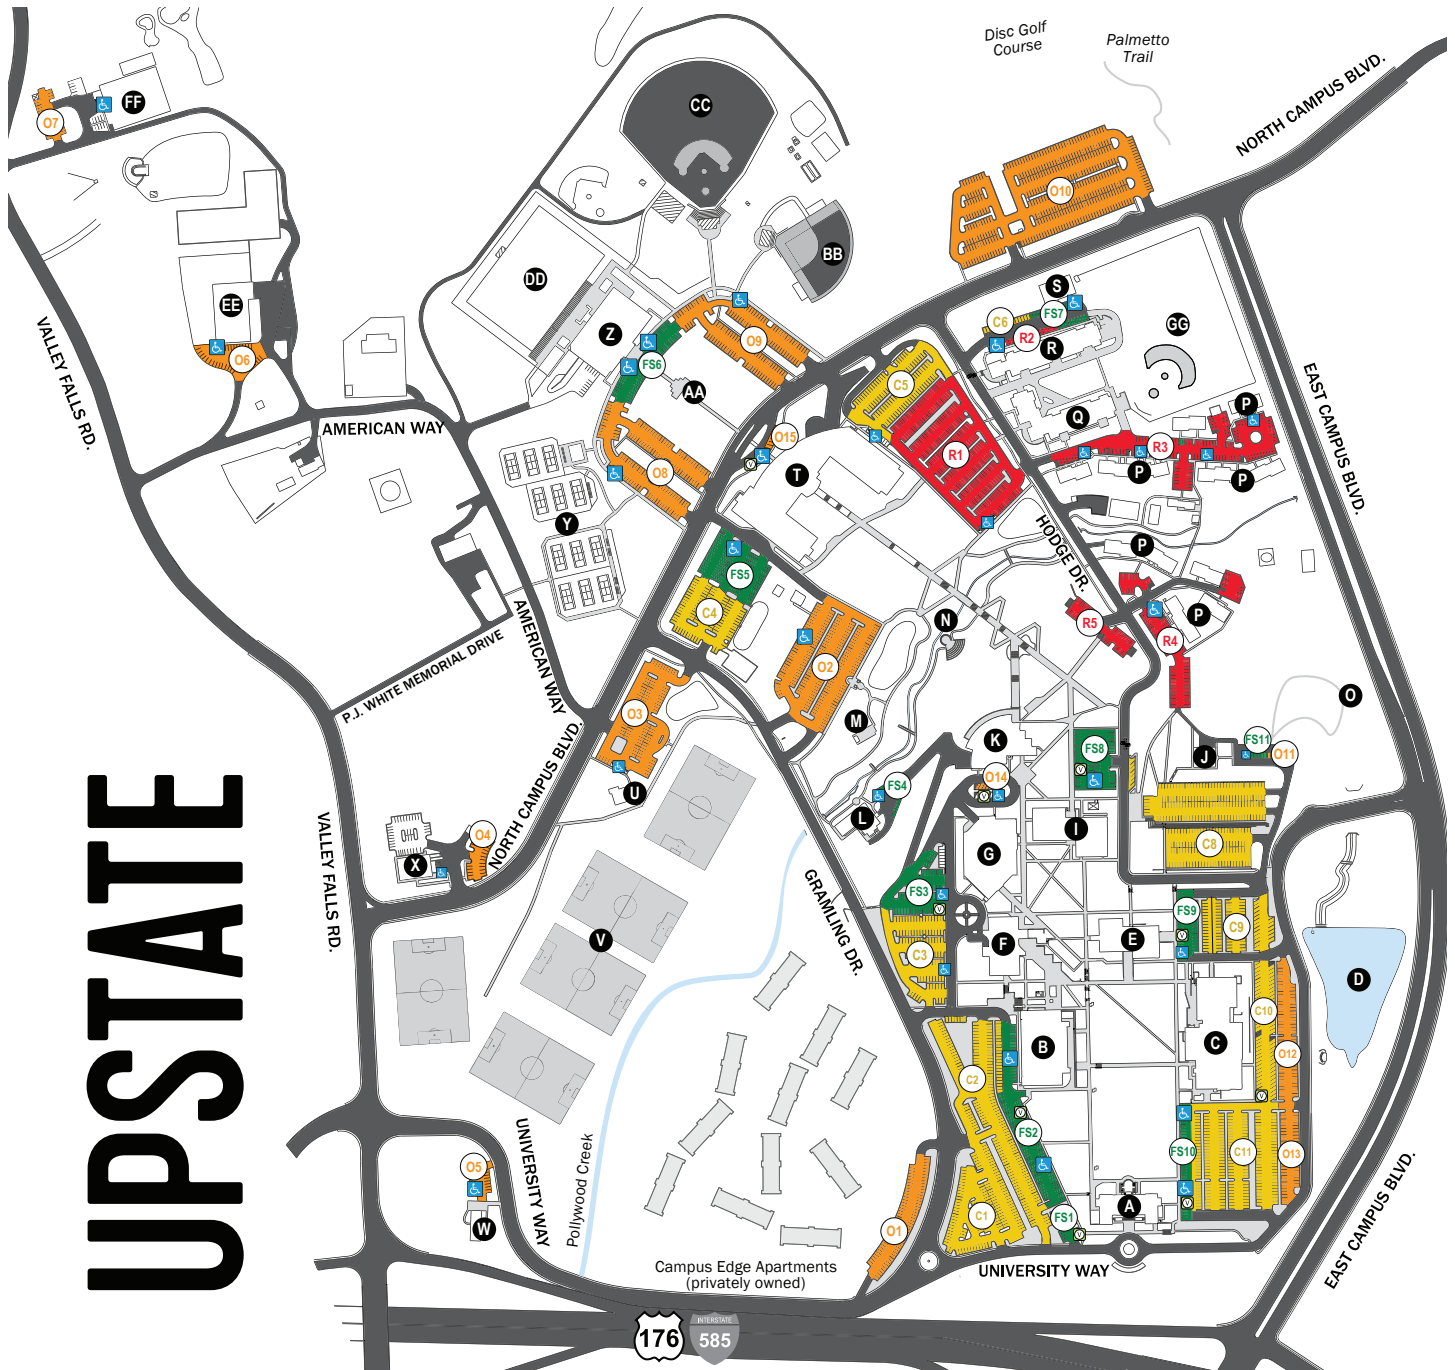 Disc Golf
Course
Palmetto
Trail
NORTH CAMPUS BLVD.
FF
O7
CC
O10
BB
DD
EE
O6
S
FS7
C6
R2
R
GG
Z
O9
FS6
AA
C5
VALLEY FALLS RD.
EAST CAMPUS BLVD.
AMERICAN WAY
O15
V
T
R1
Q
P
R3
P
P
O8
Y
HODGE DR.
P
FS5
C4
AMERICAN WAY
P.J. WHITE MEMORIAL DRIVE
N
R5
P
R4
O2
O3
M
O
NORTH CAMPUS BLVD.
K
FS8
V
FS11
J
O11
UPSTATE
U
O14
V
FS4
L
VALLEY FALLS RD.
X
O4
I
G
C8
GRAMLING DR.
FS3
V
FS9
V
C9
V
F
E
C3
D
C10
B
C
O12
C2
V
V
FS2
UNIVERSITY WAY
Pollywood Creek
O5
W
FS10
C11
O13
V
A
C1
FS1
V
O1
EAST CAMPUS BLVD.
Campus Edge Apartments
(privately owned)
UNIVERSITY WAY
176
INTERSTATE
585